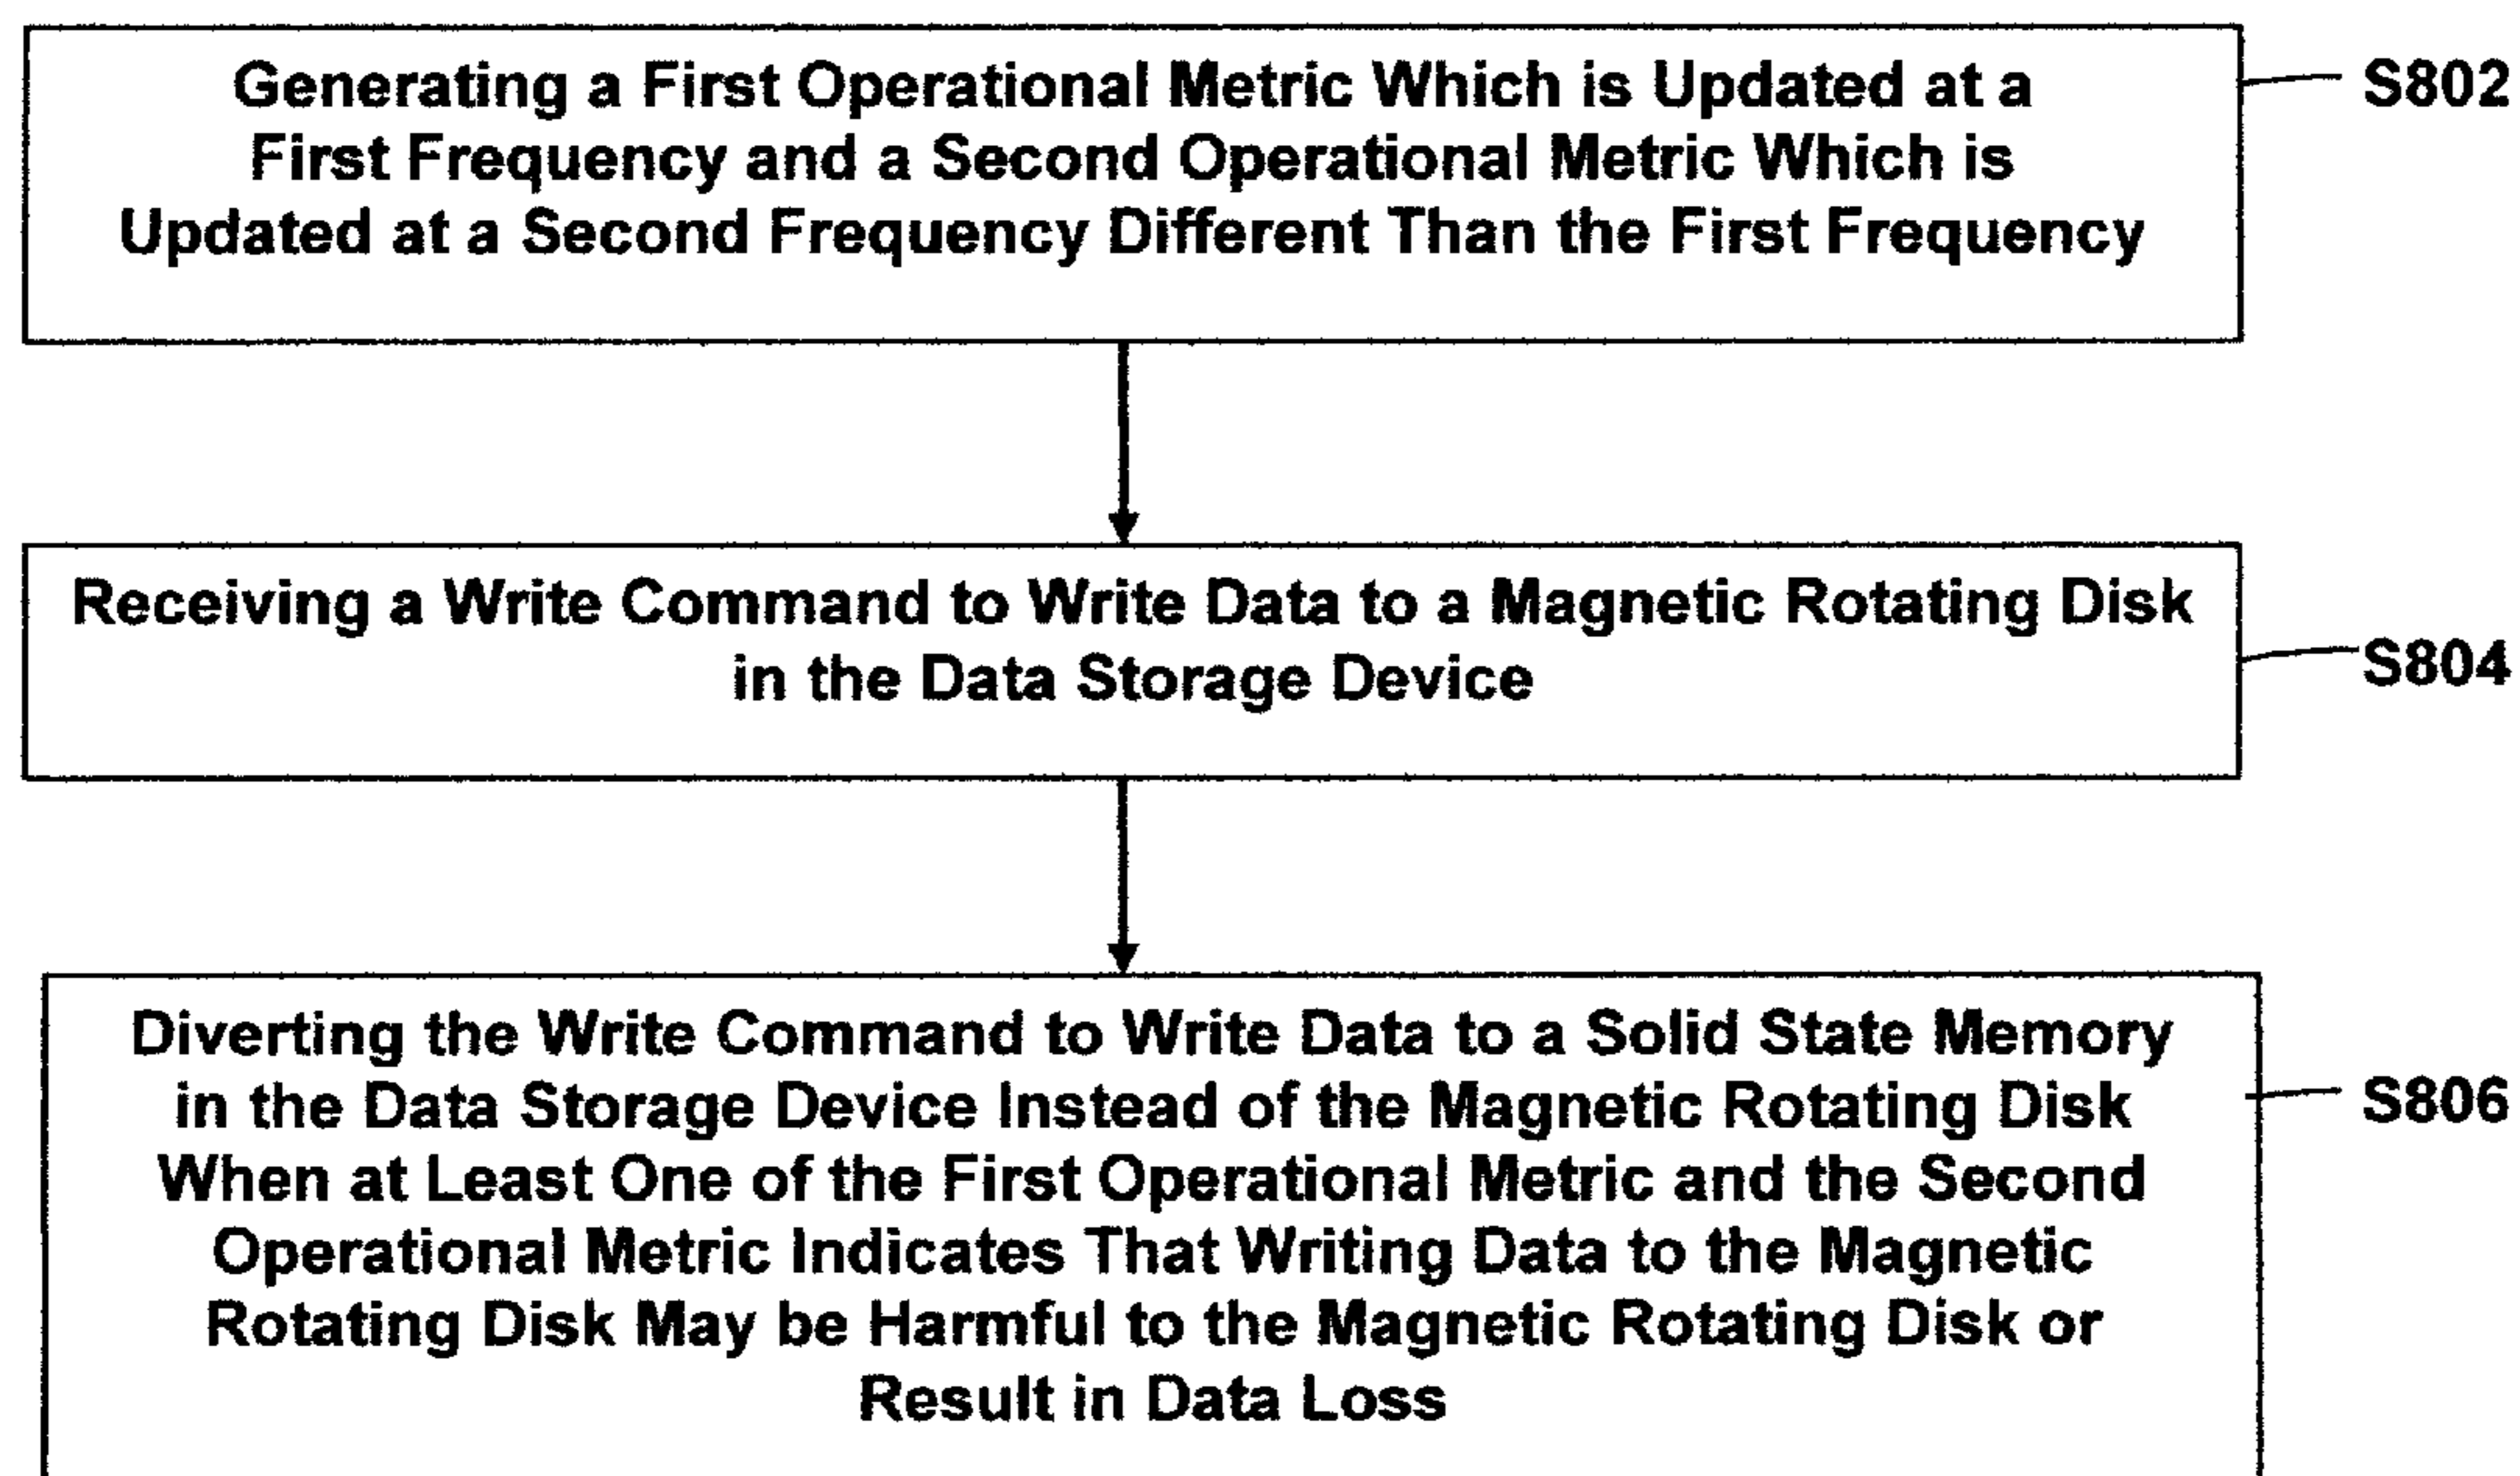 Generating a First Operational Metric Which is Updated at a
First Frequency and a Second Operational Metric Which is
Updated at a Second Frequency Different Than the First Frequency
S802
Receiving a Write Command to Write Data to a Magnetic Rotating Disk
in the Data Storage Device
S804
Diverting the Write Command to Write Data to a Solid State Memory
in the Data Storage Device Instead of the Magnetic Rotating Disk
When at Least One of the First Operational Metric and the Second
Operational Metric Indicates That Writing Data to the Magnetic
Rotating Disk May be Harmful to the Magnetic Rotating Disk or
Result in Data Loss
S806